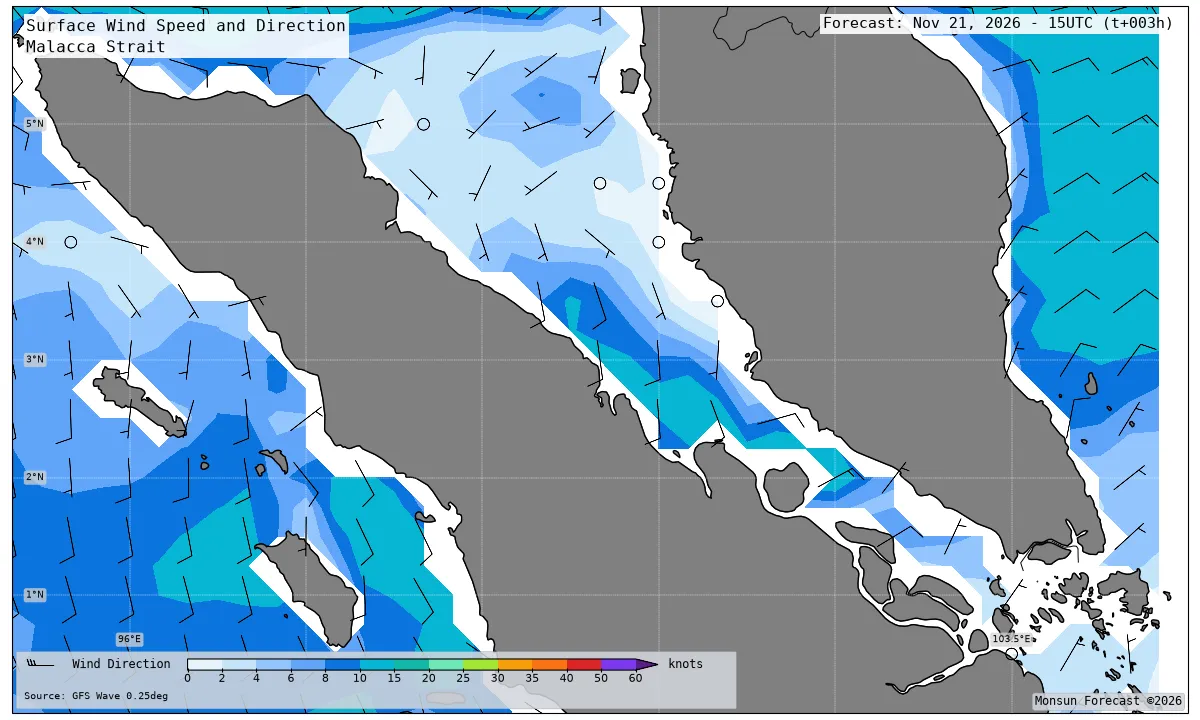 Surface Wind Speed and Direction
Malacca Strait
Forecast: Nov 21, 2026 - 15UTC (t+003h)
5°N
4°N
3°N
2°N
1°N
96°E
103.5°E
Wind Direction
0 2 4 6 8 10 15 20 25 30 35 40 50 60
knots
Source: GFS Wave 0.25deg
Monsun Forecast ©2026